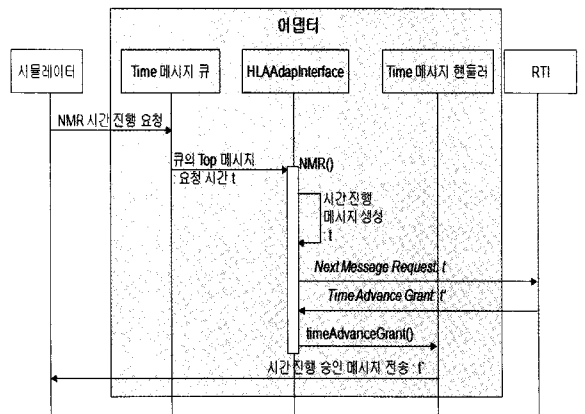 어댑터
시뮬레이터
Time 메시지 큐
HLAAdapInterface
Time 메시지 핸들러
RTI
NMR 시간 진행 요청
큐의 Top 메시지
: 요청 시간 t
NMR()
시간 진행
메시지 생성
: t
Next Message Request: t
Time Advance Grant: t'
timeAdvanceGrant()
시간 진행 승인 메시지 전송 : t'